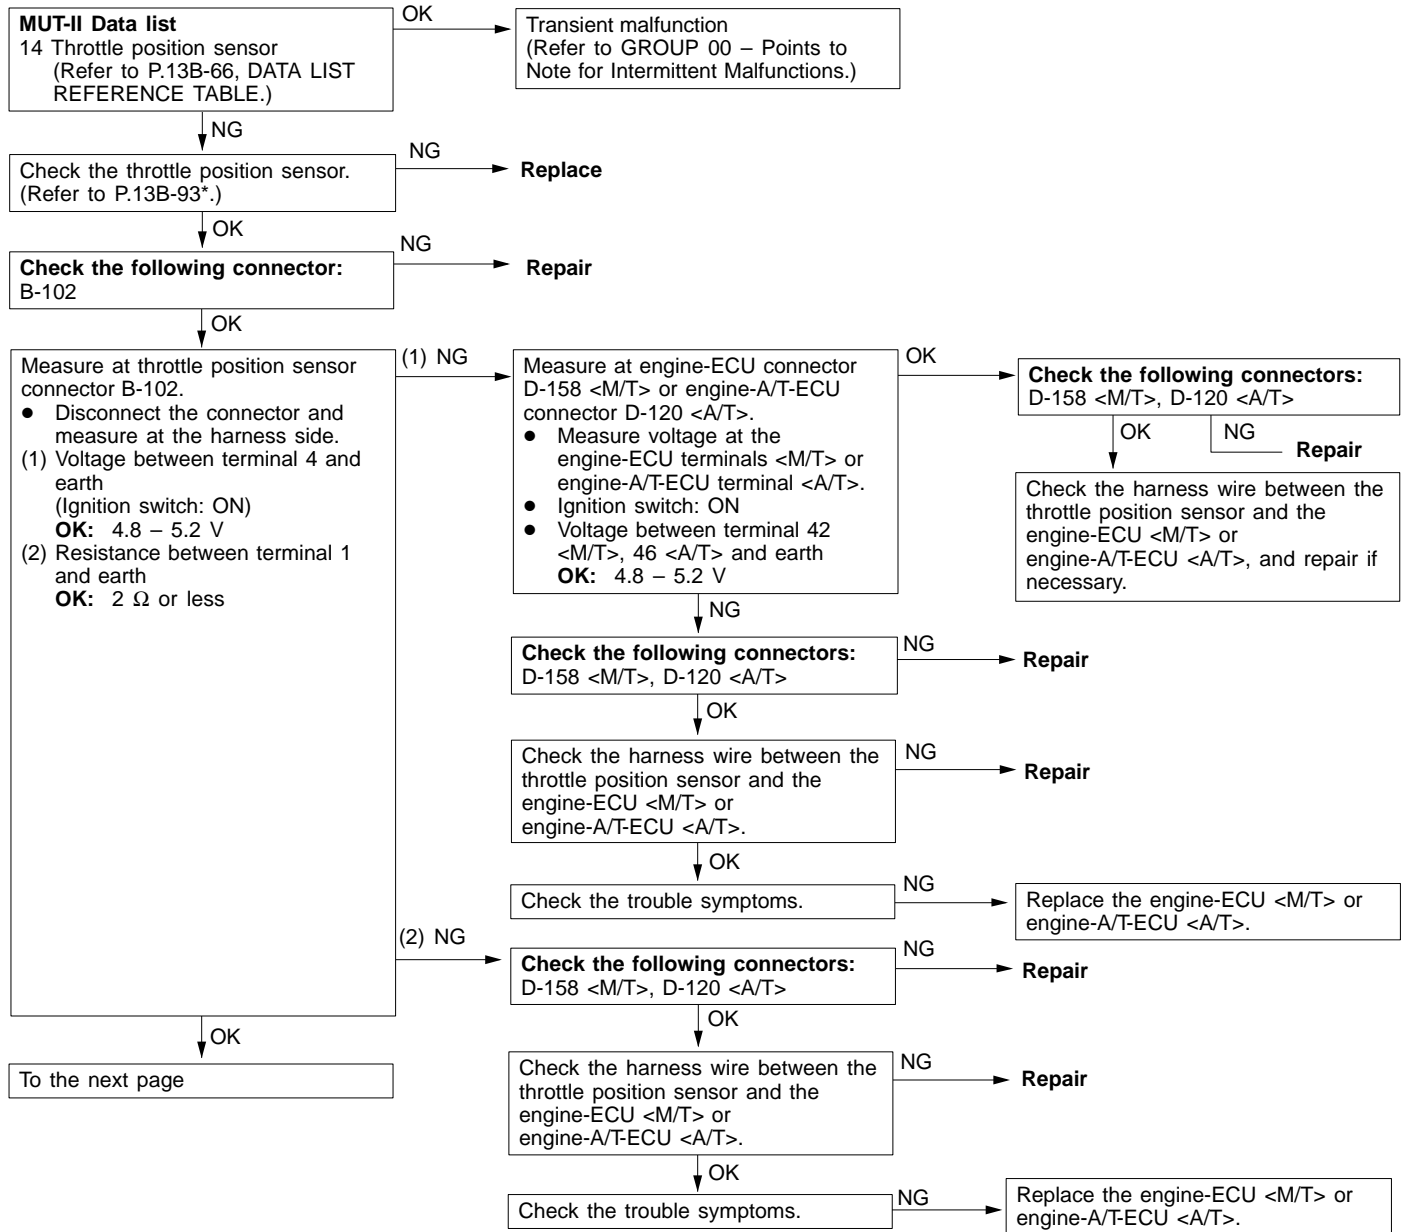 MUT-II Data list
14 Throttle position sensor
(Refer to P.13B-66, DATA LIST
REFERENCE TABLE.)
OK
Transient malfunction
(Refer to GROUP 00 – Points to
Note for Intermittent Malfunctions.)
NG
Check the throttle position sensor.
(Refer to P.13B-93*.)
NG
Replace
OK
Check the following connector:
B-102
NG
Repair
OK
Measure at throttle position sensor
connector B-102.
● Disconnect the connector and
measure at the harness side.
(1) Voltage between terminal 4 and
earth
(Ignition switch: ON)
OK: 4.8 – 5.2 V
(2) Resistance between terminal 1
and earth
OK: 2 Ω or less
(1) NG
Measure at engine-ECU connector
D-158 <M/T> or engine-A/T-ECU
connector D-120 <A/T>.
● Measure voltage at the
engine-ECU terminals <M/T> or
engine-A/T-ECU terminal <A/T>.
● Ignition switch: ON
● Voltage between terminal 42
<M/T>, 46 <A/T> and earth
OK: 4.8 – 5.2 V
OK
Check the following connectors:
D-158 <M/T>, D-120 <A/T>
OK
NG
Repair
Check the harness wire between the
throttle position sensor and the
engine-ECU <M/T> or
engine-A/T-ECU <A/T>, and repair if
necessary.
NG
Check the following connectors:
D-158 <M/T>, D-120 <A/T>
NG
Repair
OK
Check the harness wire between the
throttle position sensor and the
engine-ECU <M/T> or
engine-A/T-ECU <A/T>.
NG
Repair
OK
Check the trouble symptoms.
NG
Replace the engine-ECU <M/T> or
engine-A/T-ECU <A/T>.
(2) NG
Check the following connectors:
D-158 <M/T>, D-120 <A/T>
NG
Repair
OK
Check the harness wire between the
throttle position sensor and the
engine-ECU <M/T> or
engine-A/T-ECU <A/T>.
NG
Repair
OK
Check the trouble symptoms.
NG
Replace the engine-ECU <M/T> or
engine-A/T-ECU <A/T>.
OK
To the next page